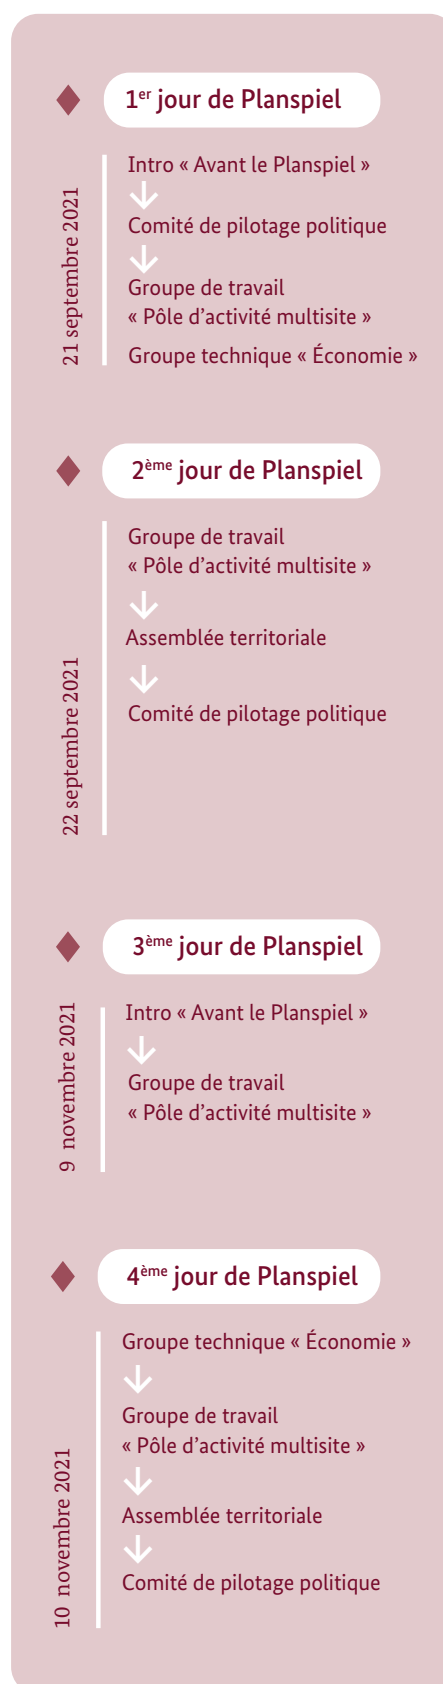 1er jour de Planspiel
21 septembre 2021
Intro « Avant le Planspiel »
Comité de pilotage politique
Groupe de travail
« Pôle d’activité multisite »
Groupe technique « Économie »
2ème jour de Planspiel
22 septembre 2021
Groupe de travail
« Pôle d’activité multisite »
Assemblée territoriale
Comité de pilotage politique
3ème jour de Planspiel
9 novembre 2021
Intro « Avant le Planspiel »
Groupe de travail
« Pôle d’activité multisite »
4ème jour de Planspiel
10 novembre 2021
Groupe technique « Économie »
Groupe de travail
« Pôle d’activité multisite »
Assemblée territoriale
Comité de pilotage politique